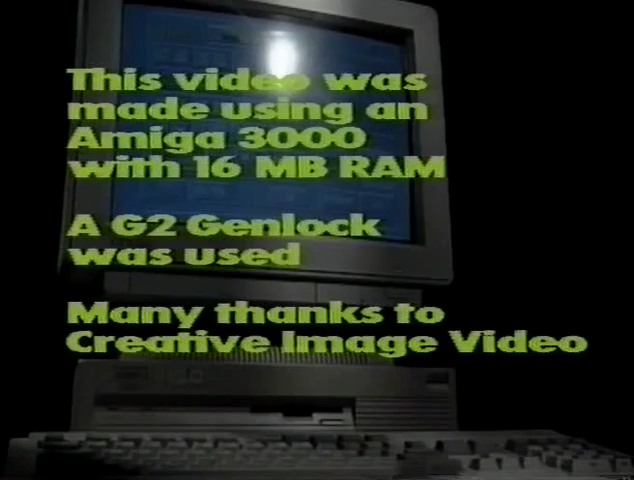 This video was
made using an
Amiga 3000
with 16 MB RAM
A G2 Genlock
was used
Many thanks to
Creative Image Video